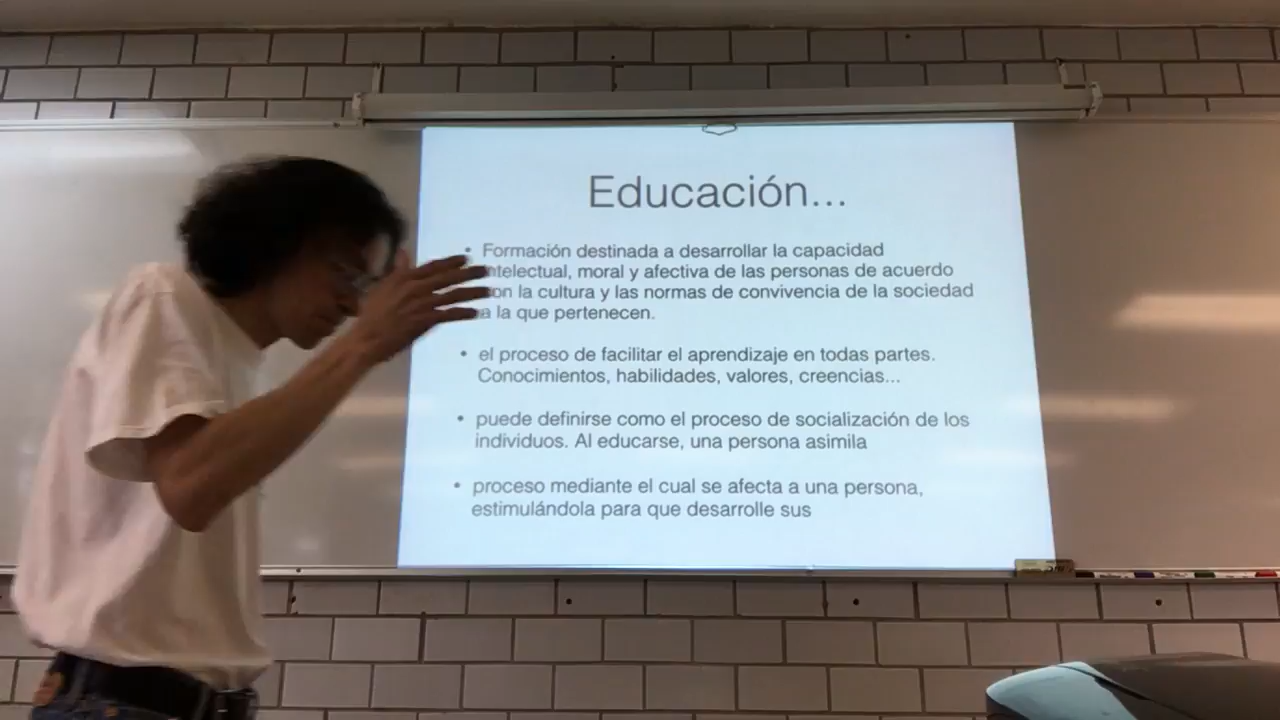 Educación...
• Formación destinada a desarrollar la capacidad
ntelectual, moral y afectiva de las personas de acuerdo
on la cultura y las normas de convivencia de la sociedad
a la que pertenecen.
• el proceso de facilitar el aprendizaje en todas partes.
Conocimientos, habilidades, valores, creencias...
• puede definirse como el proceso de socialización de los
individuos. Al educarse, una persona asimila
• proceso mediante el cual se afecta a una persona,
estimulándola para que desarrolle sus